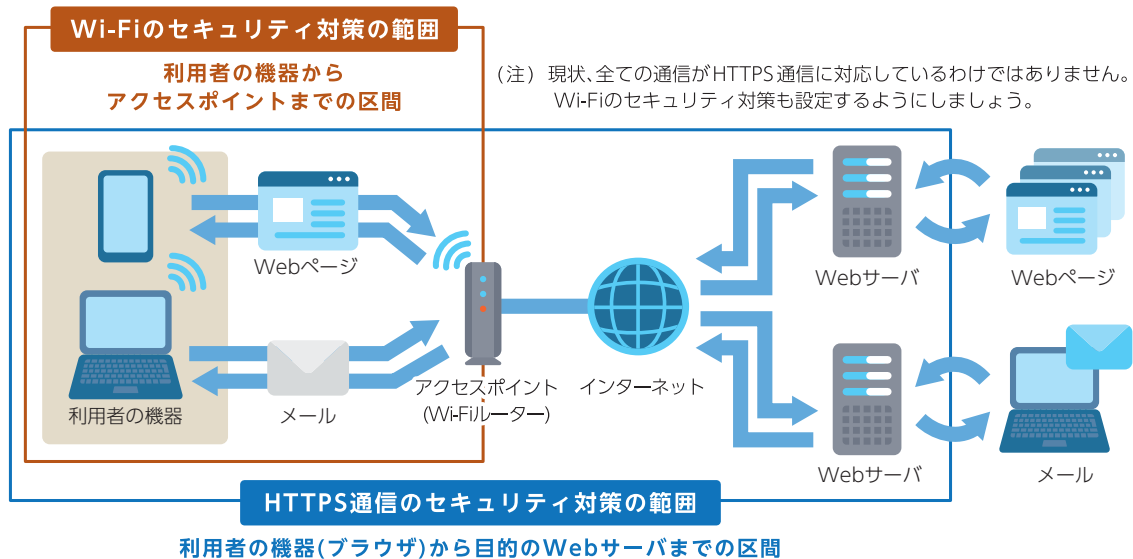 Wi-Fiのセキュリティ対策の範囲
利用者の機器から
アクセスポイントまでの区間
(注) 現状、全ての通信がHTTPS通信に対応しているわけではありません。
Wi-Fiのセキュリティ対策も設定するようにしましょう。
Webページ
利用者の機器
メール
アクセスポイント
(Wi-Fiルーター)
インターネット
Webサーバ
Webページ
Webサーバ
メール
HTTPS通信のセキュリティ対策の範囲
利用者の機器(ブラウザ)から目的のWebサーバまでの区間